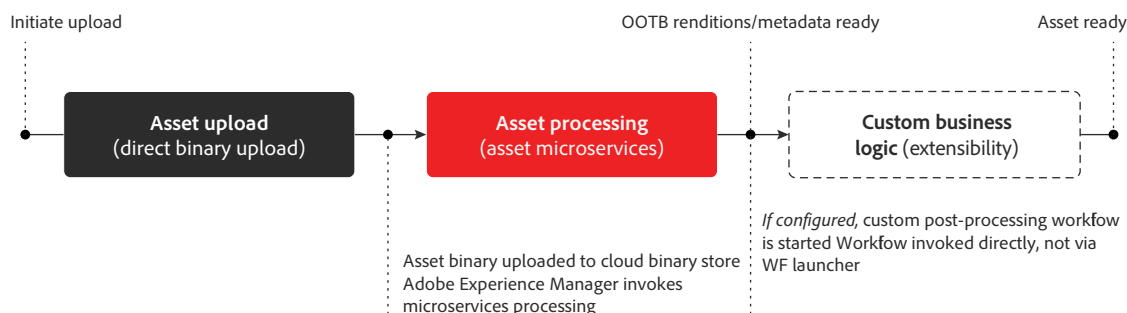 Initiate upload
OOTB renditions/metadata ready
Asset ready
Asset upload
(direct binary upload)
Asset processing
(asset microservices)
Custom business
logic (extensibility)
If configured, custom post-processing workflow
is started Workflow invoked directly, not via
WF launcher
Asset binary uploaded to cloud binary store
Adobe Experience Manager invokes
microservices processing